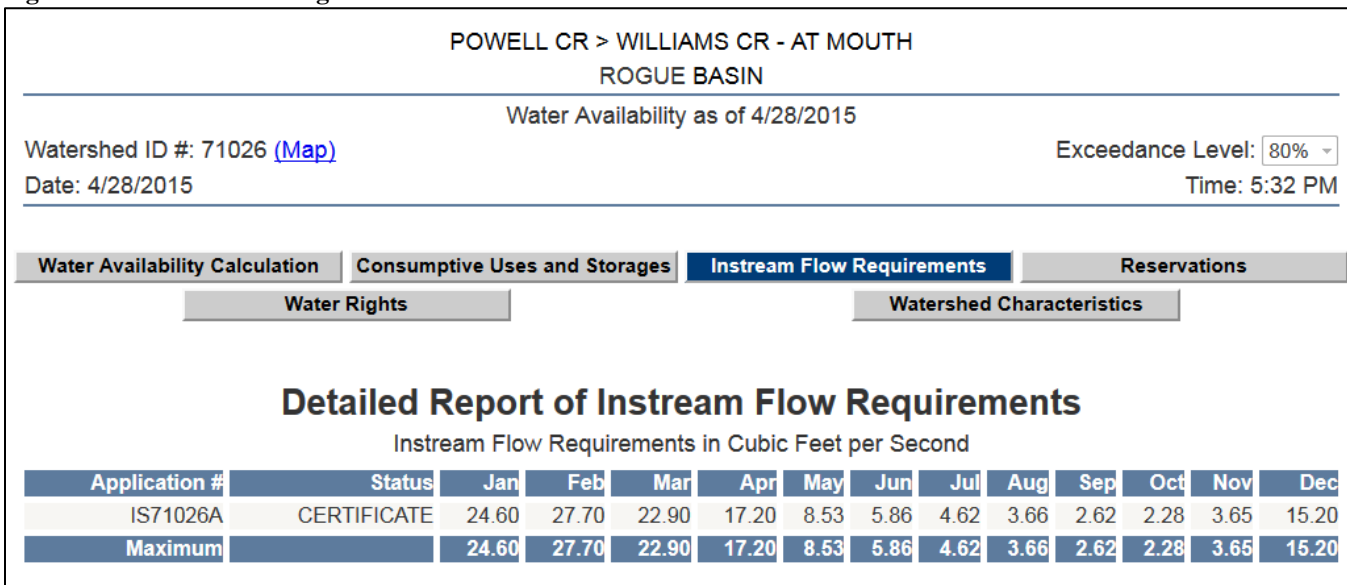 POWELL CR > WILLIAMS CR - AT MOUTH
ROGUE BASIN
Water Availability as of 4/28/2015
Watershed ID #: 71026 (Map) Exceedance Level: 80%
Date: 4/28/2015 Time: 5:32 PM
Water Availability Calculation Consumptive Uses and Storages Instream Flow Requirements Reservations
Water Rights Watershed Characteristics
Detailed Report of Instream Flow Requirements
Instream Flow Requirements in Cubic Feet per Second
Application # Status Jan Feb Mar Apr May Jun Jul Aug Sep Oct Nov Dec
IS71026A CERTIFICATE 24.60 27.70 22.90 17.20 8.53 5.86 4.62 3.66 2.62 2.28 3.65 15.20
Maximum 24.60 27.70 22.90 17.20 8.53 5.86 4.62 3.66 2.62 2.28 3.65 15.20